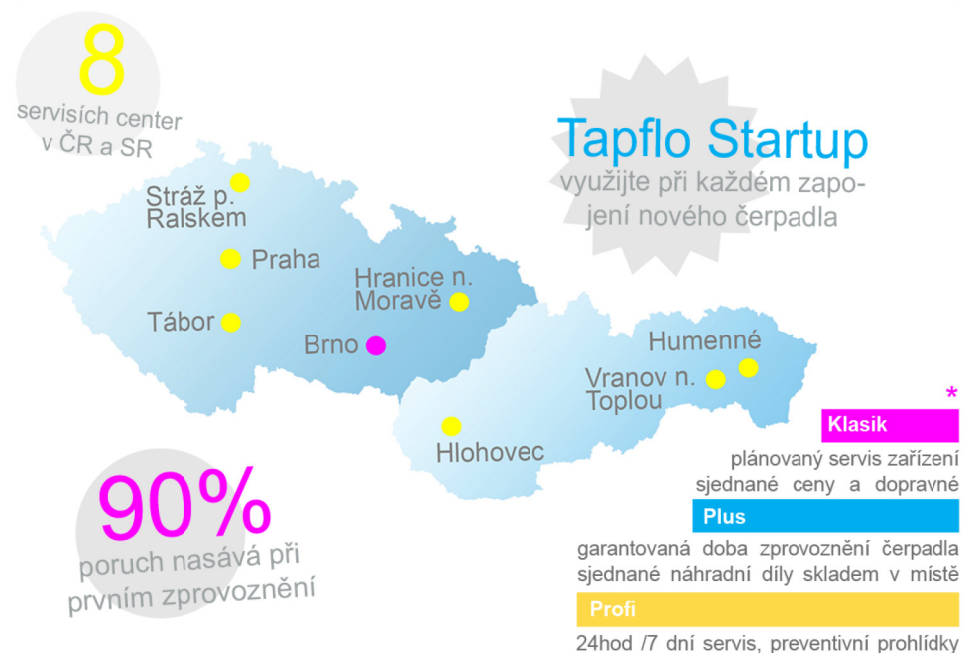 8
servisích center
v ČR a SR
Tapflo Startup
využijte při každém zapo-
jení nového čerpadla
Stráž p.
Ralskem
Praha
Hranice n.
Moravě
Tábor
Brno
Humenné
Vranov n.
Toplou
Hlohovec
90%
poruch nasává při
prvním zprovoznění
*
Klasik
plánovaný servis zařízení
sjednané ceny a dopravné
Plus
garantovaná doba zprovoznění čerpadla
sjednané náhradní díly skladem v místě
Profi
24hod /7 dní servis, preventivní prohlídky